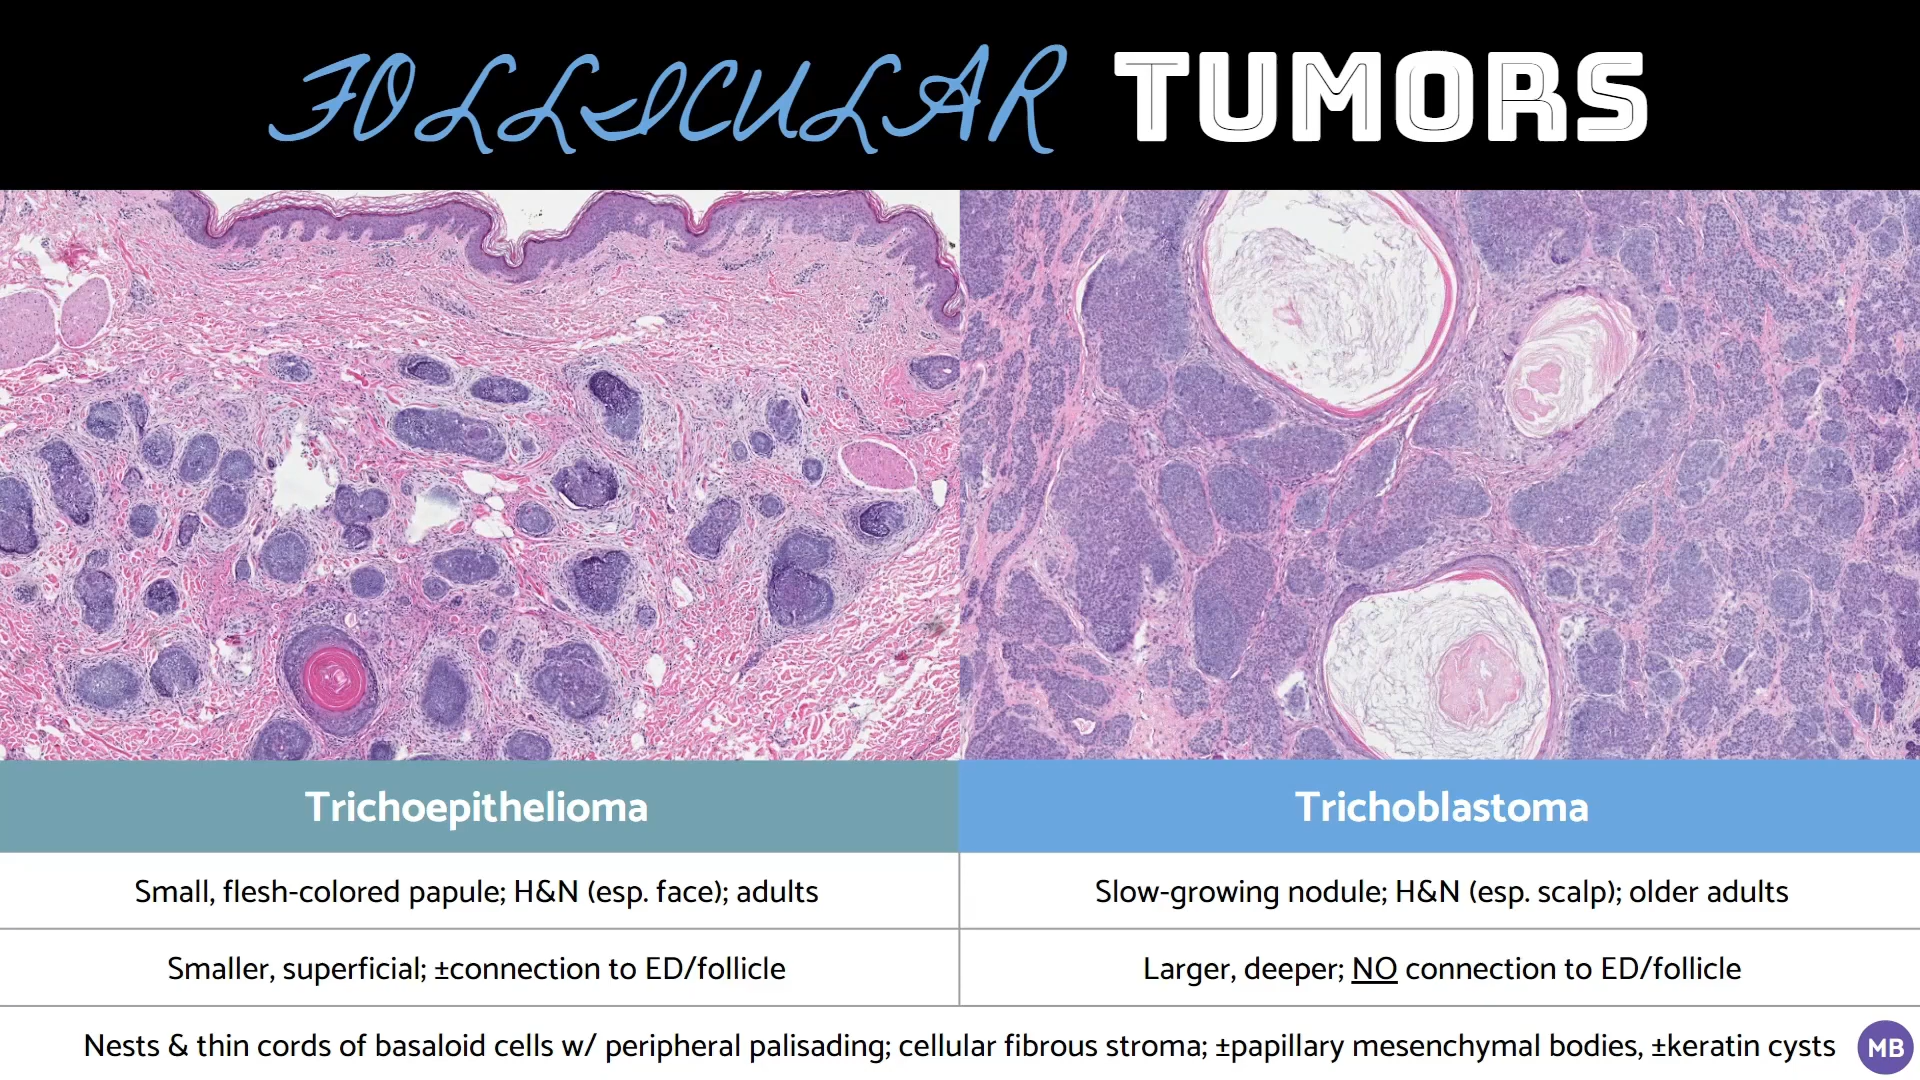 FOLLICULAR TUMORS
Trichoepithelioma
Trichoblastoma
Small, flesh-colored papule; H&N (esp. face); adults
Slow-growing nodule; H&N (esp. scalp); older adults
Smaller, superficial; ±connection to ED/follicle
Larger, deeper; NO connection to ED/follicle
Nests & thin cords of basaloid cells w/ peripheral palisading; cellular fibrous stroma; ±papillary mesenchymal bodies, ±keratin cysts
MB